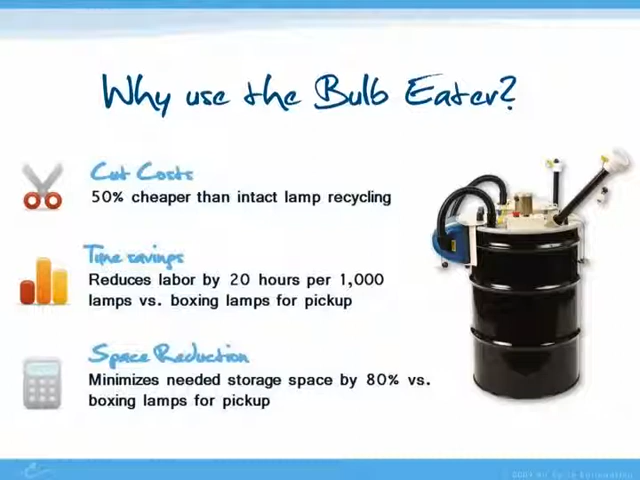 Why use the Bulb Eater?
Cut Costs
50% cheaper than intact lamp recycling
Time savings
Reduces labor by 20 hours per 1,000
lamps vs. boxing lamps for pickup
Space Reduction
Minimizes needed storage space by 80% vs.
boxing lamps for pickup